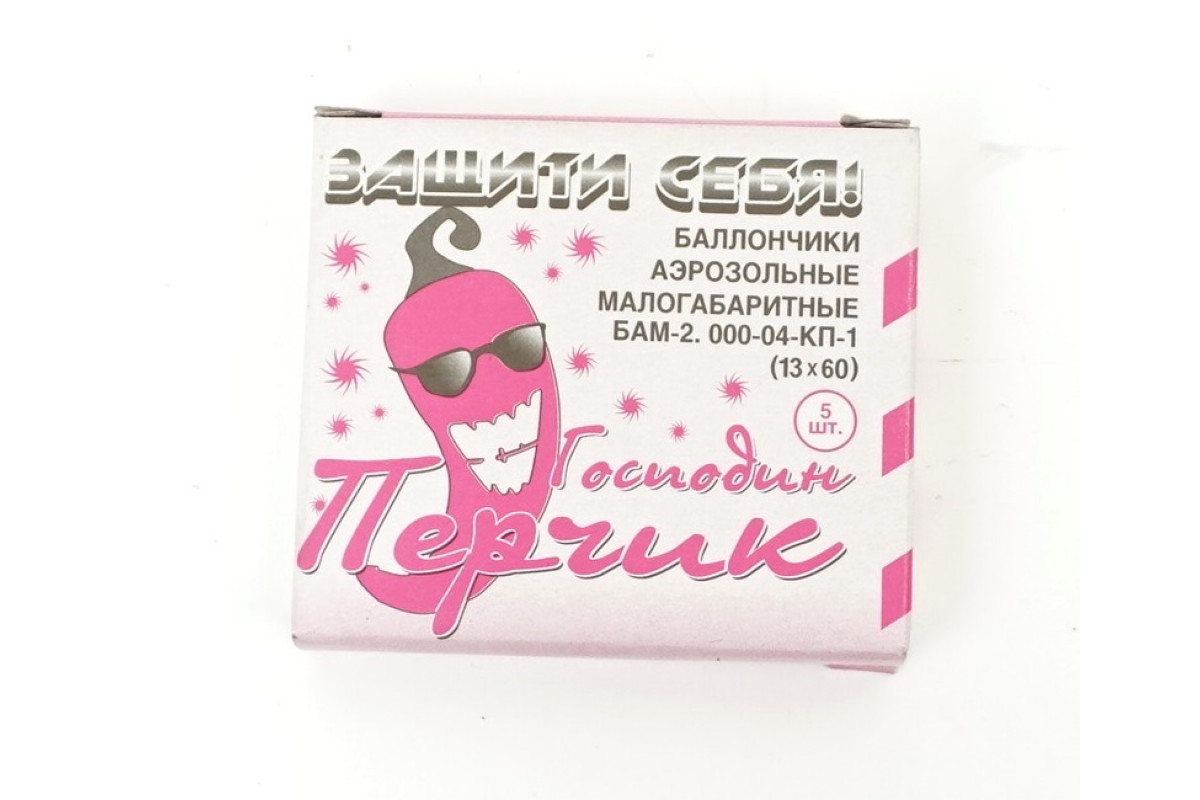 ЗАЩИТИ СЕБЯ!
БАЛЛОНЧИКИ
АЭРОЗОЛЬНЫЕ
МАЛОГАБАРИТНЫЕ
БАМ-2. 000-04-КП-1
(13 x 60)
5
ШТ.
Господин
Перчик